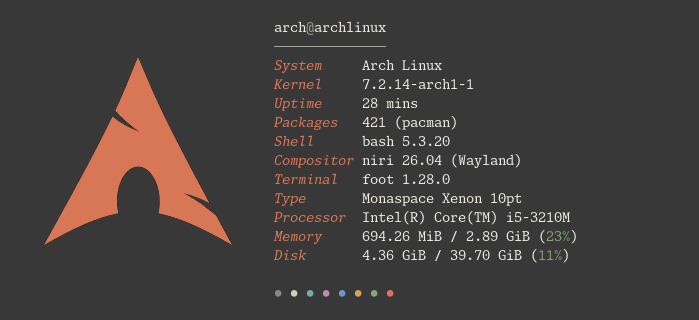 arch@archlinux
System Arch Linux
Kernel 7.2.14-arch1-1
Uptime 28 mins
Packages 421 (pacman)
Shell bash 5.3.20
Compositor niri 26.04 (Wayland)
Terminal foot 1.28.0
Type Monaspace Xenon 10pt
Processor Intel(R) Core(TM) i5-3210M
Memory 694.26 MiB / 2.89 GiB (23%)
Disk 4.36 GiB / 39.70 GiB (11%)